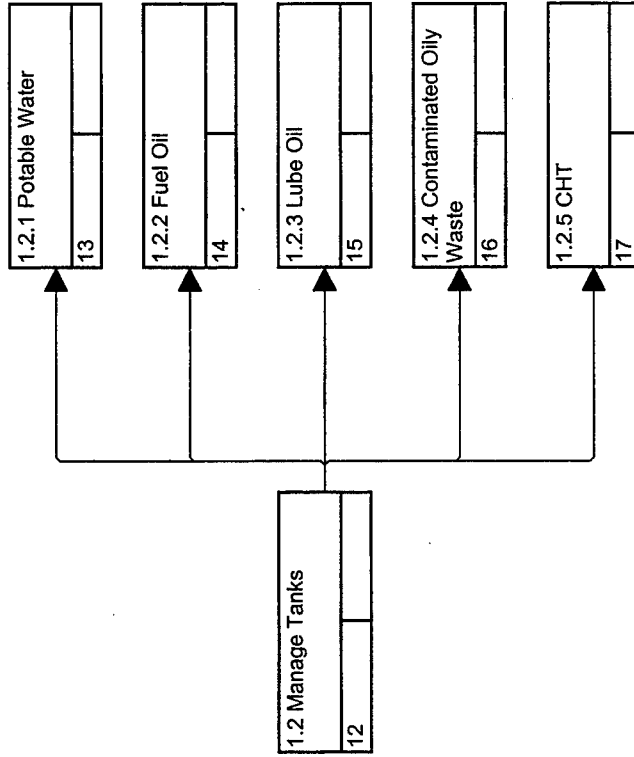 1.2 Manage Tanks
12
1.2.1 Potable Water
13
1.2.2 Fuel Oil
14
1.2.3 Lube Oil
15
1.2.4 Contaminated Oily
Waste
16
1.2.5 CHT
17